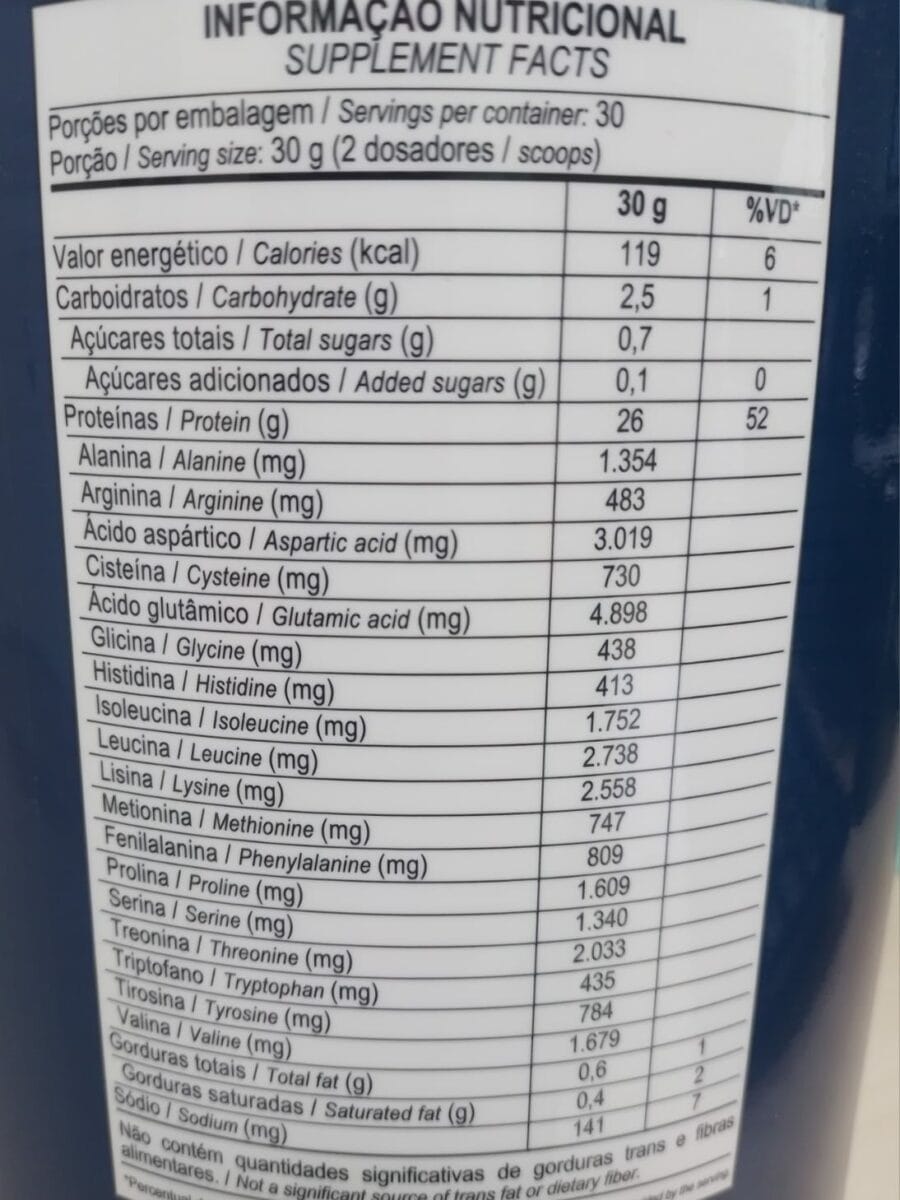 INFORMAÇÃO NUTRICIONAL
SUPPLEMENT FACTS
Porções por embalagem / Servings per container: 30
Porção / Serving size: 30 g (2 dosadores / scoops)
30 g %VD*
Valor energético / Calories (kcal) 119 6
Carboidratos / Carbohydrate (g) 2,5 1
Açúcares totais / Total sugars (g) 0,7
Açúcares adicionados / Added sugars (g) 0,1 0
Proteínas / Protein (g) 26 52
Alanina / Alanine (mg) 1.354
Arginina / Arginine (mg) 483
Ácido aspártico / Aspartic acid (mg) 3.019
Cisteína / Cysteine (mg) 730
Ácido glutâmico / Glutamic acid (mg) 4.898
Glicina / Glycine (mg) 438
Histidina / Histidine (mg) 413
Isoleucina / Isoleucine (mg) 1.752
Leucina / Leucine (mg) 2.738
Lisina / Lysine (mg) 2.558
Metionina / Methionine (mg) 747
Fenilalanina / Phenylalanine (mg) 809
Prolina / Proline (mg) 1.609
Serina / Serine (mg) 1.340
Treonina / Threonine (mg) 2.033
Triptofano / Tryptophan (mg) 435
Tirosina / Tyrosine (mg) 784
Valina / Valine (mg) 1.679
Gorduras totais / Total fat (g) 0,6 1
Gorduras saturadas / Saturated fat (g) 0,4 2
Sódio / Sodium (mg) 141 7
Não contém quantidades significativas de gorduras trans e fibras
alimentares. / Not a significant source of trans fat or dietary fiber.
by the serving